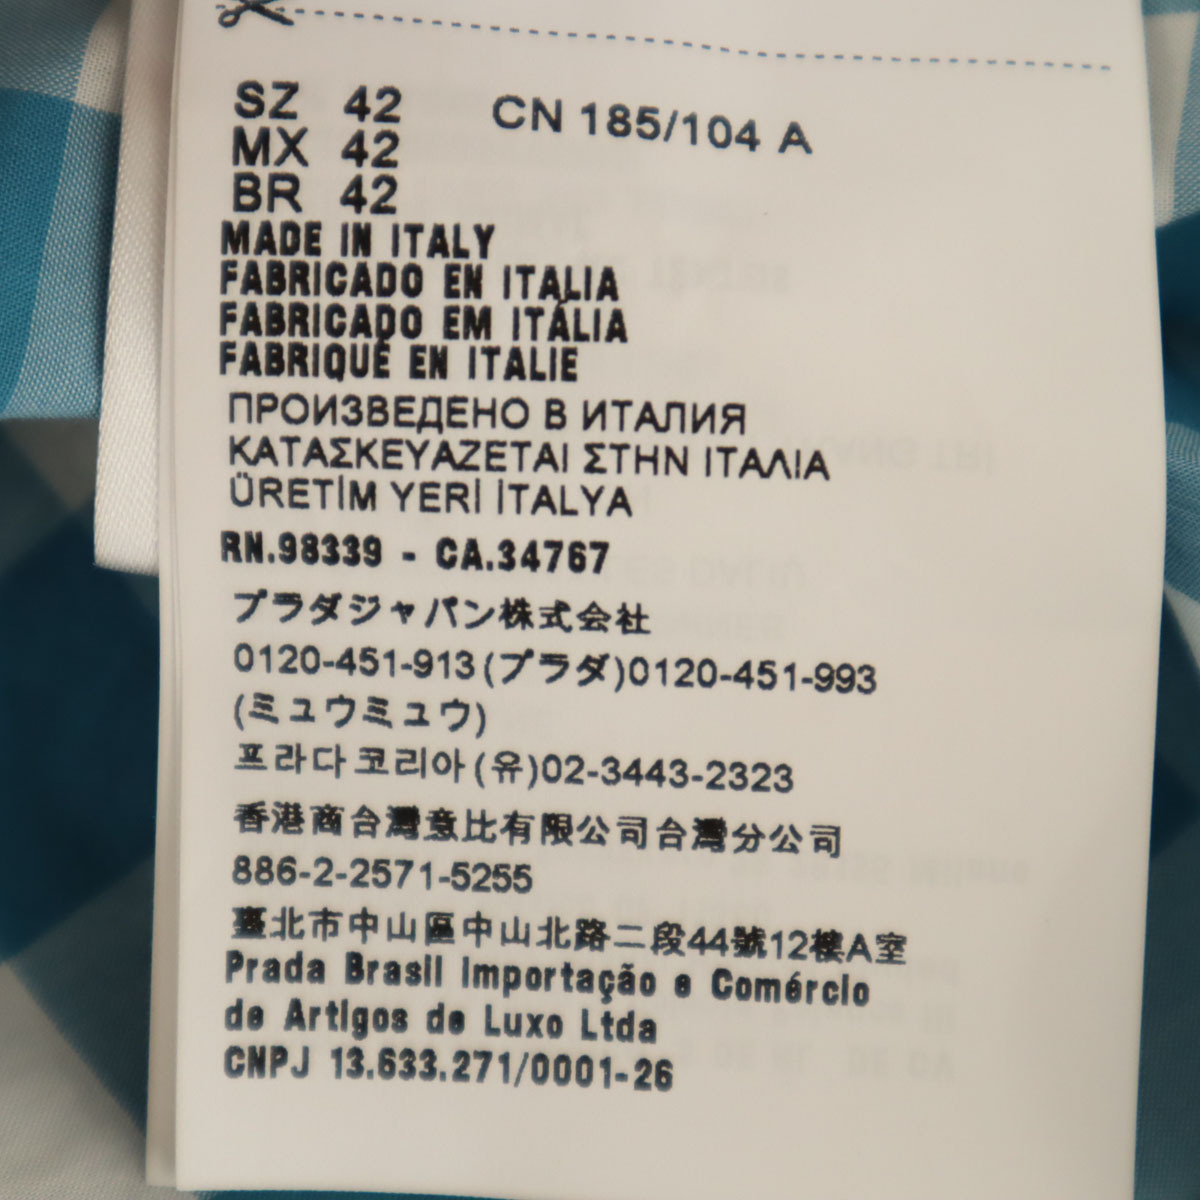 SZ 42 CN 185/104 A
MX 42
BR 42
MADE IN ITALY
FABRICADO EN ITALIA
FABRICADO EM ITÁLIA
FABRIQUÉ EN ITALIE
ПРОИЗВЕДЕНО В ИТАЛИЯ
ΚΑΤΑΣΚΕΥΑΖΕΤΑΙ ΣΤΗΝ ΙΤΑΛΙΑ
ÜRETİM YERİ İTALYA
RN.98339 - CA.34767
プラダジャパン株式会社
0120-451-913(プラダ)0120-451-993
(ミュウミュウ)
프라다코리아(유)02-3443-2323
香港商台灣意比有限公司台灣分公司
886-2-2571-5255
臺北市中山區中山北路二段44號12樓A室
Prada Brasil Importação e Comércio
de Artigos de Luxo Ltda
CNPJ 13.633.271/0001-26